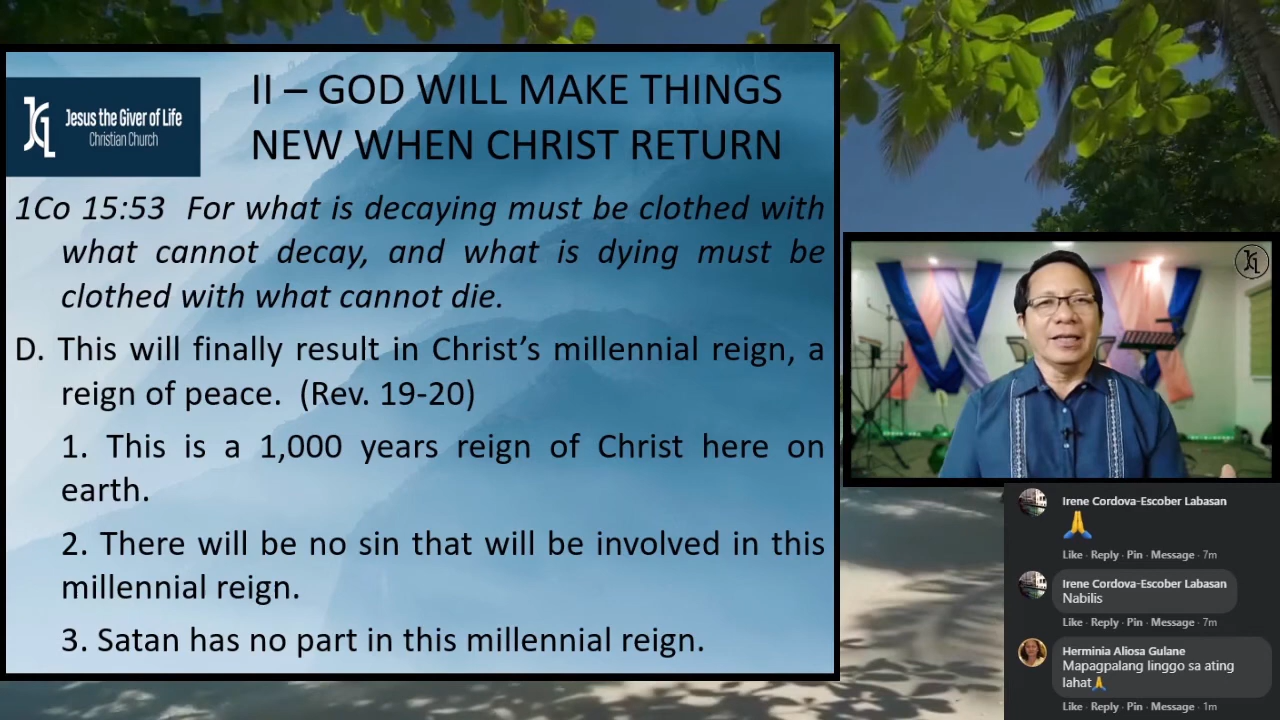 JGL
Jesus the Giver of Life
Christian Church
II – GOD WILL MAKE THINGS
NEW WHEN CHRIST RETURN
1Co 15:53 For what is decaying must be clothed with
what cannot decay, and what is dying must be
clothed with what cannot die.
D. This will finally result in Christ’s millennial reign, a
reign of peace. (Rev. 19-20)
1. This is a 1,000 years reign of Christ here on
earth.
2. There will be no sin that will be involved in this
millennial reign.
3. Satan has no part in this millennial reign.
JGL
Irene Cordova-Escober Labasan
🙏
Like · Reply · Pin · Message · 7m
Irene Cordova-Escober Labasan
Nabilis
Like · Reply · Pin · Message · 7m
Herminia Aliosa Gulane
Mapagpalang linggo sa ating
lahat🙏
Like · Reply · Pin · Message · 1m